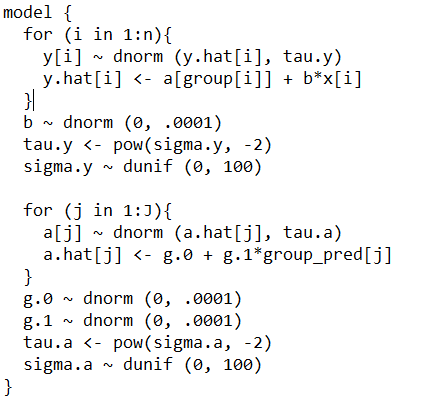 model {
  for (i in 1:n){
    y[i] ~ dnorm (y.hat[i], tau.y)
    y.hat[i] <- a[group[i]] + b*x[i]
  }
  b ~ dnorm (0, .0001)
  tau.y <- pow(sigma.y, -2)
  sigma.y ~ dunif (0, 100)

  for (j in 1:J){
    a[j] ~ dnorm (a.hat[j], tau.a)
    a.hat[j] <- g.0 + g.1*group_pred[j]
  }
  g.0 ~ dnorm (0, .0001)
  g.1 ~ dnorm (0, .0001)
  tau.a <- pow(sigma.a, -2)
  sigma.a ~ dunif (0, 100)
}